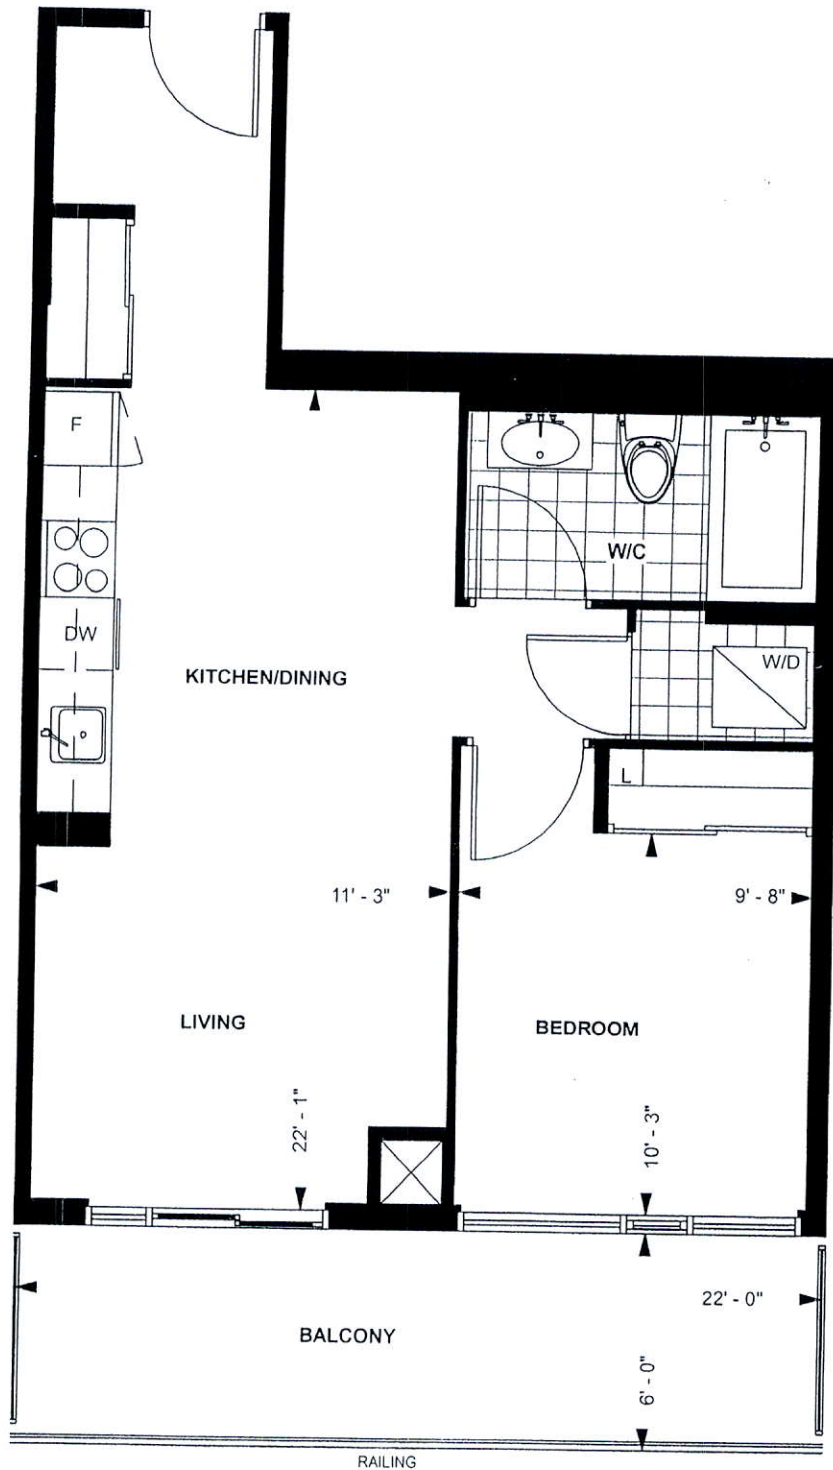 F
W/C
DW
W/D
KITCHEN/DINING
L
11' - 3"
9' - 8"
LIVING
BEDROOM
22' - 1"
10' - 3"
22' - 0"
BALCONY
6' - 0"
RAILING